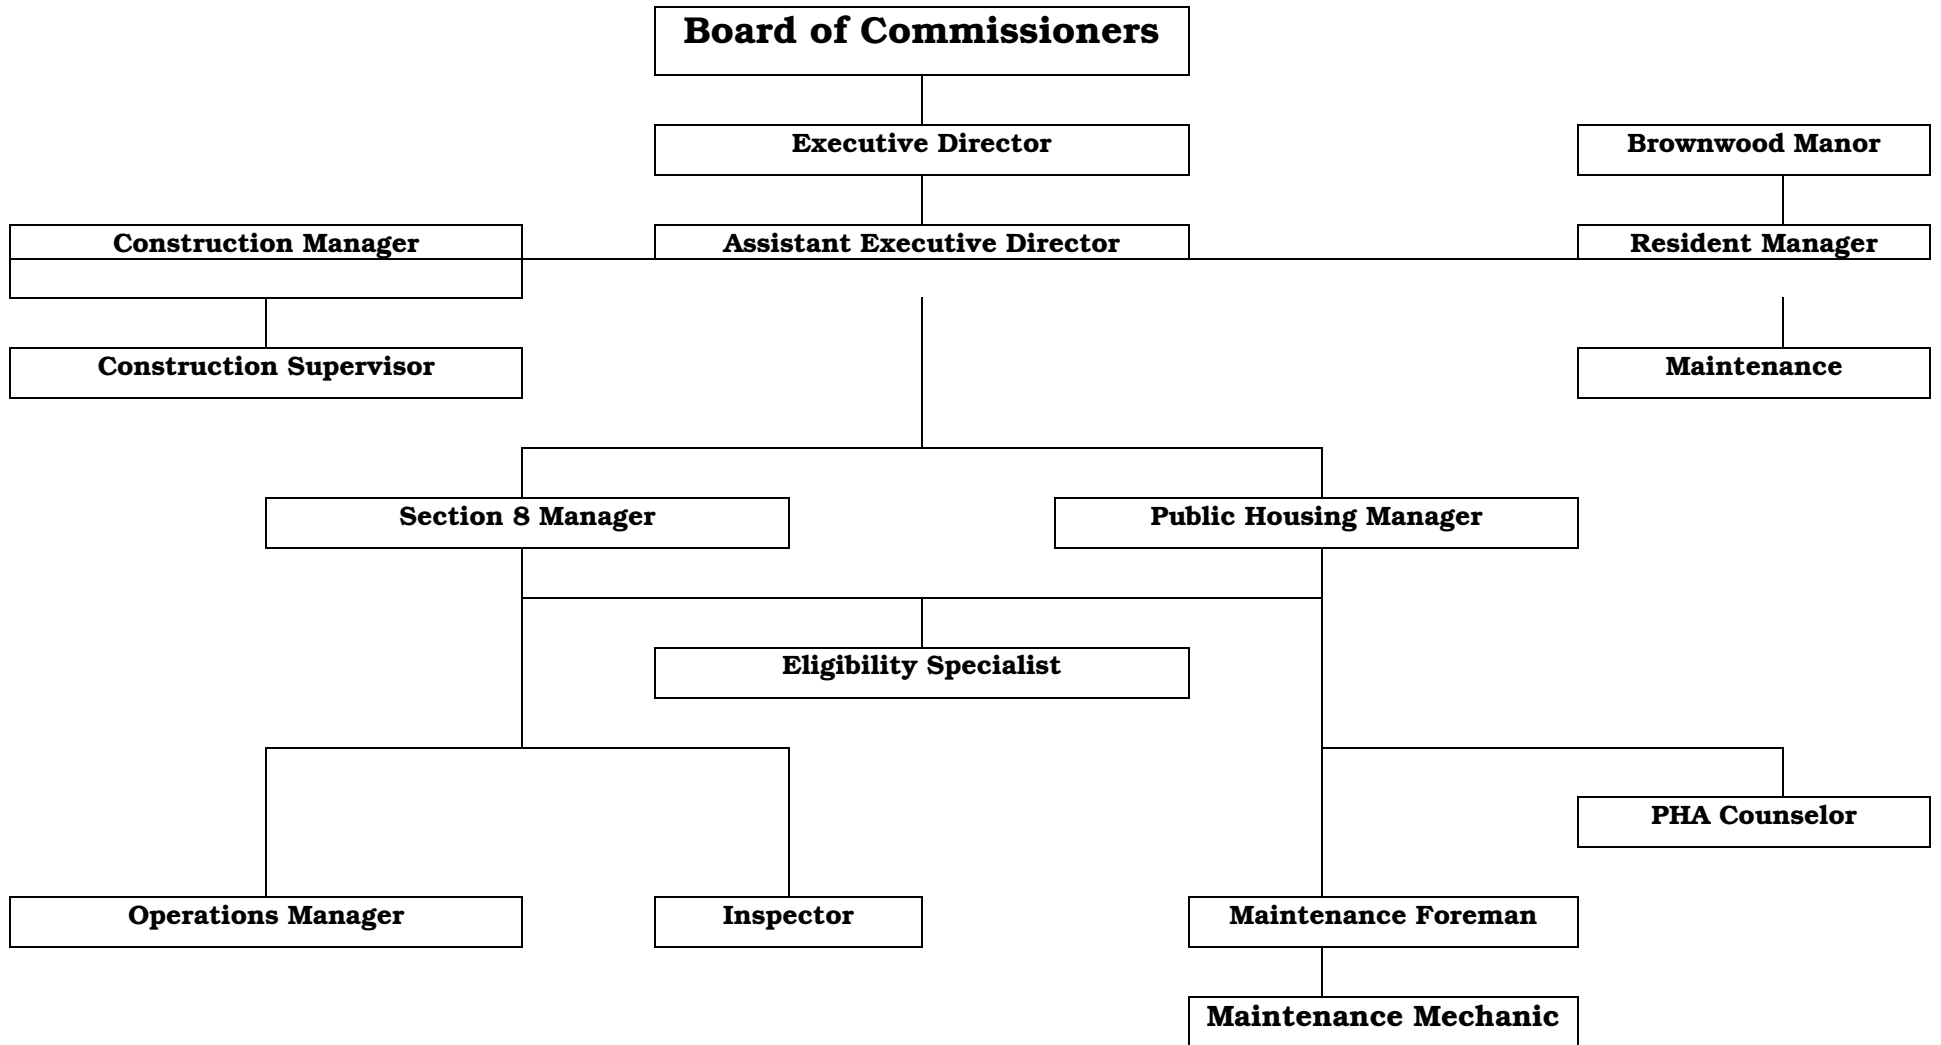 Board of Commissioners
Executive Director
Brownwood Manor
Construction Manager
Assistant Executive Director
Resident Manager
Construction Supervisor
Maintenance
Section 8 Manager
Public Housing Manager
Eligibility Specialist
PHA Counselor
Operations Manager
Inspector
Maintenance Foreman
Maintenance Mechanic